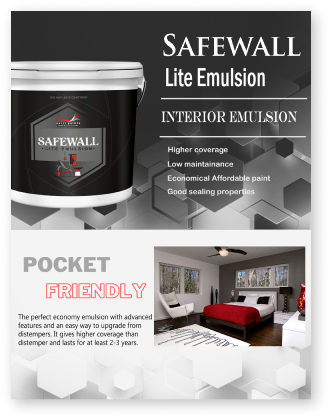 SAFEWALL
Lite Emulsion
INTERIOR EMULSION
Higher coverage
Low maintainance
Economical Affordable paint
Good sealing properties
SAFEWALL
LITE EMULSION
POCKET
FRIENDLY
The perfect economy emulsion with advanced
features and an easy way to upgrade from
distempers. It gives higher coverage than
distemper and lasts for at least 2-3 years.